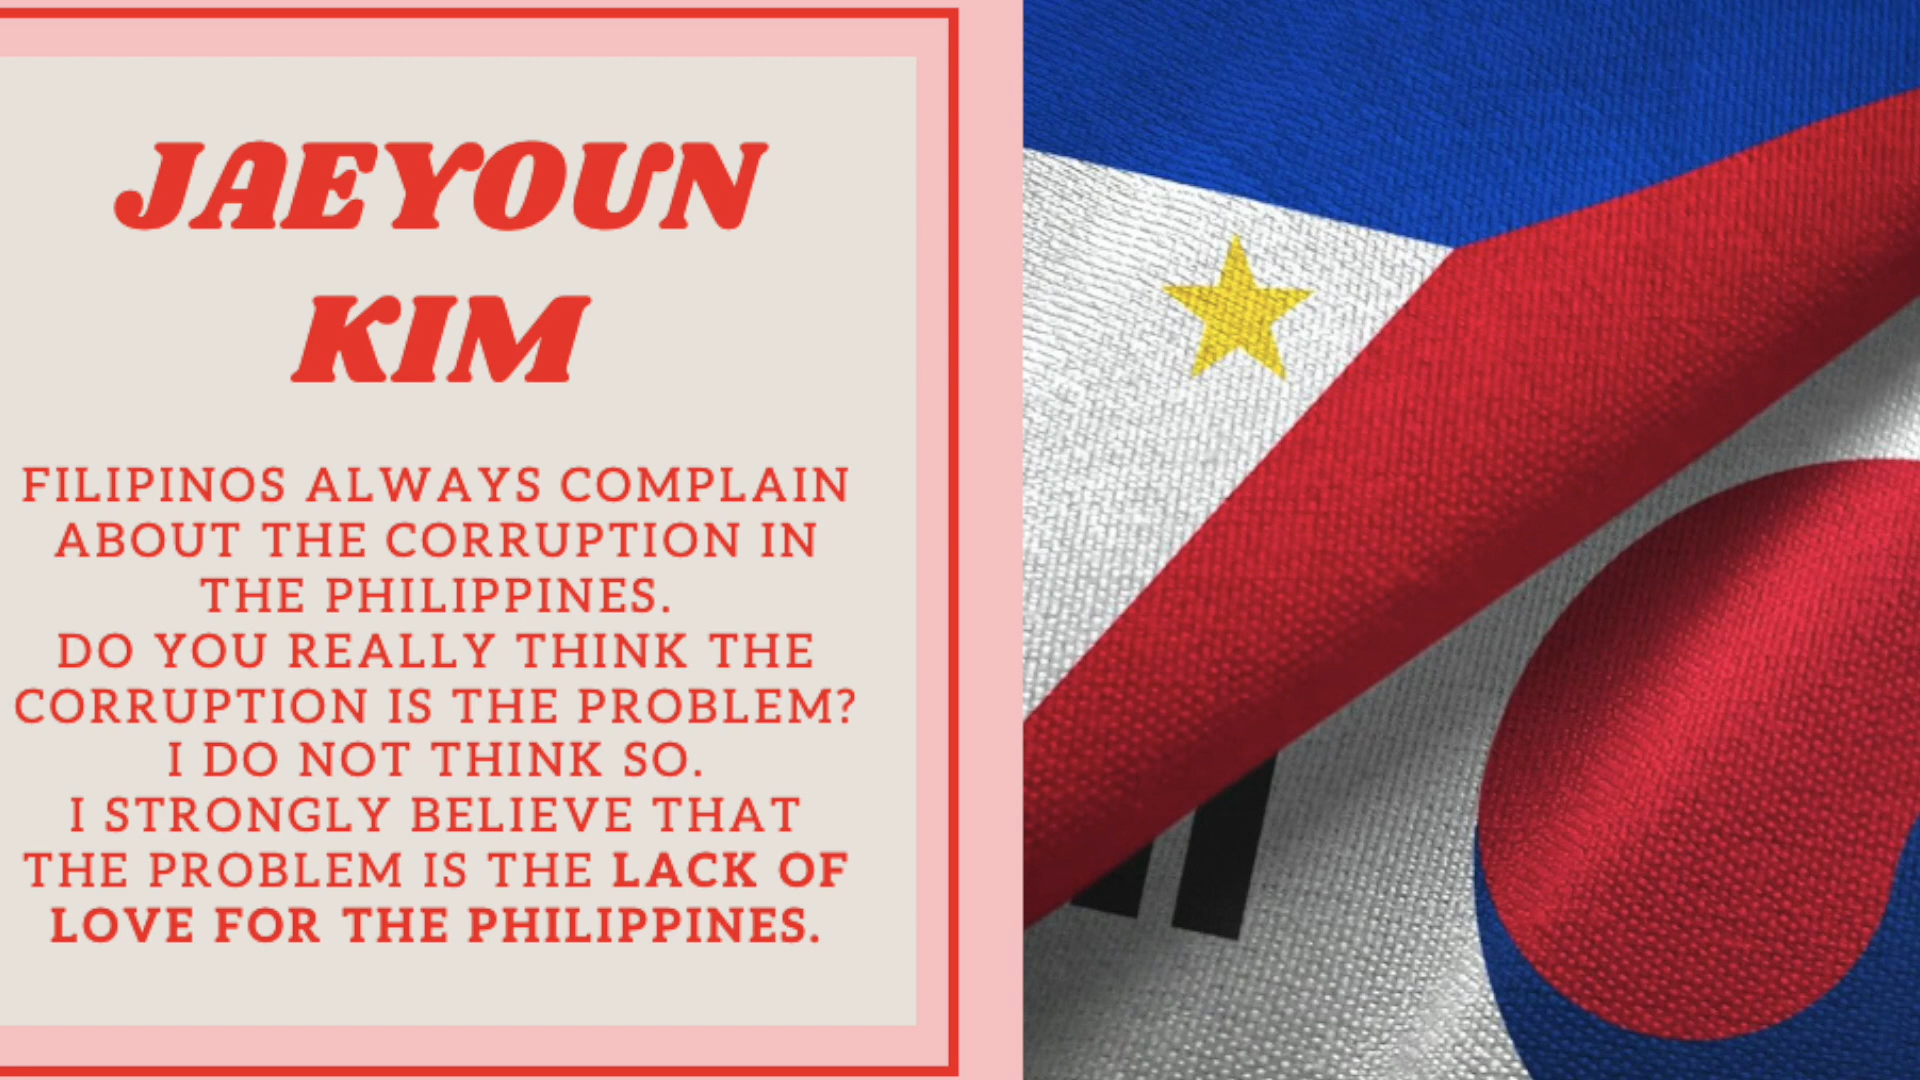 JAEYOUN
KIM
FILIPINOS ALWAYS COMPLAIN
ABOUT THE CORRUPTION IN
THE PHILIPPINES.
DO YOU REALLY THINK THE
CORRUPTION IS THE PROBLEM?
I DO NOT THINK SO.
I STRONGLY BELIEVE THAT
THE PROBLEM IS THE LACK OF
LOVE FOR THE PHILIPPINES.